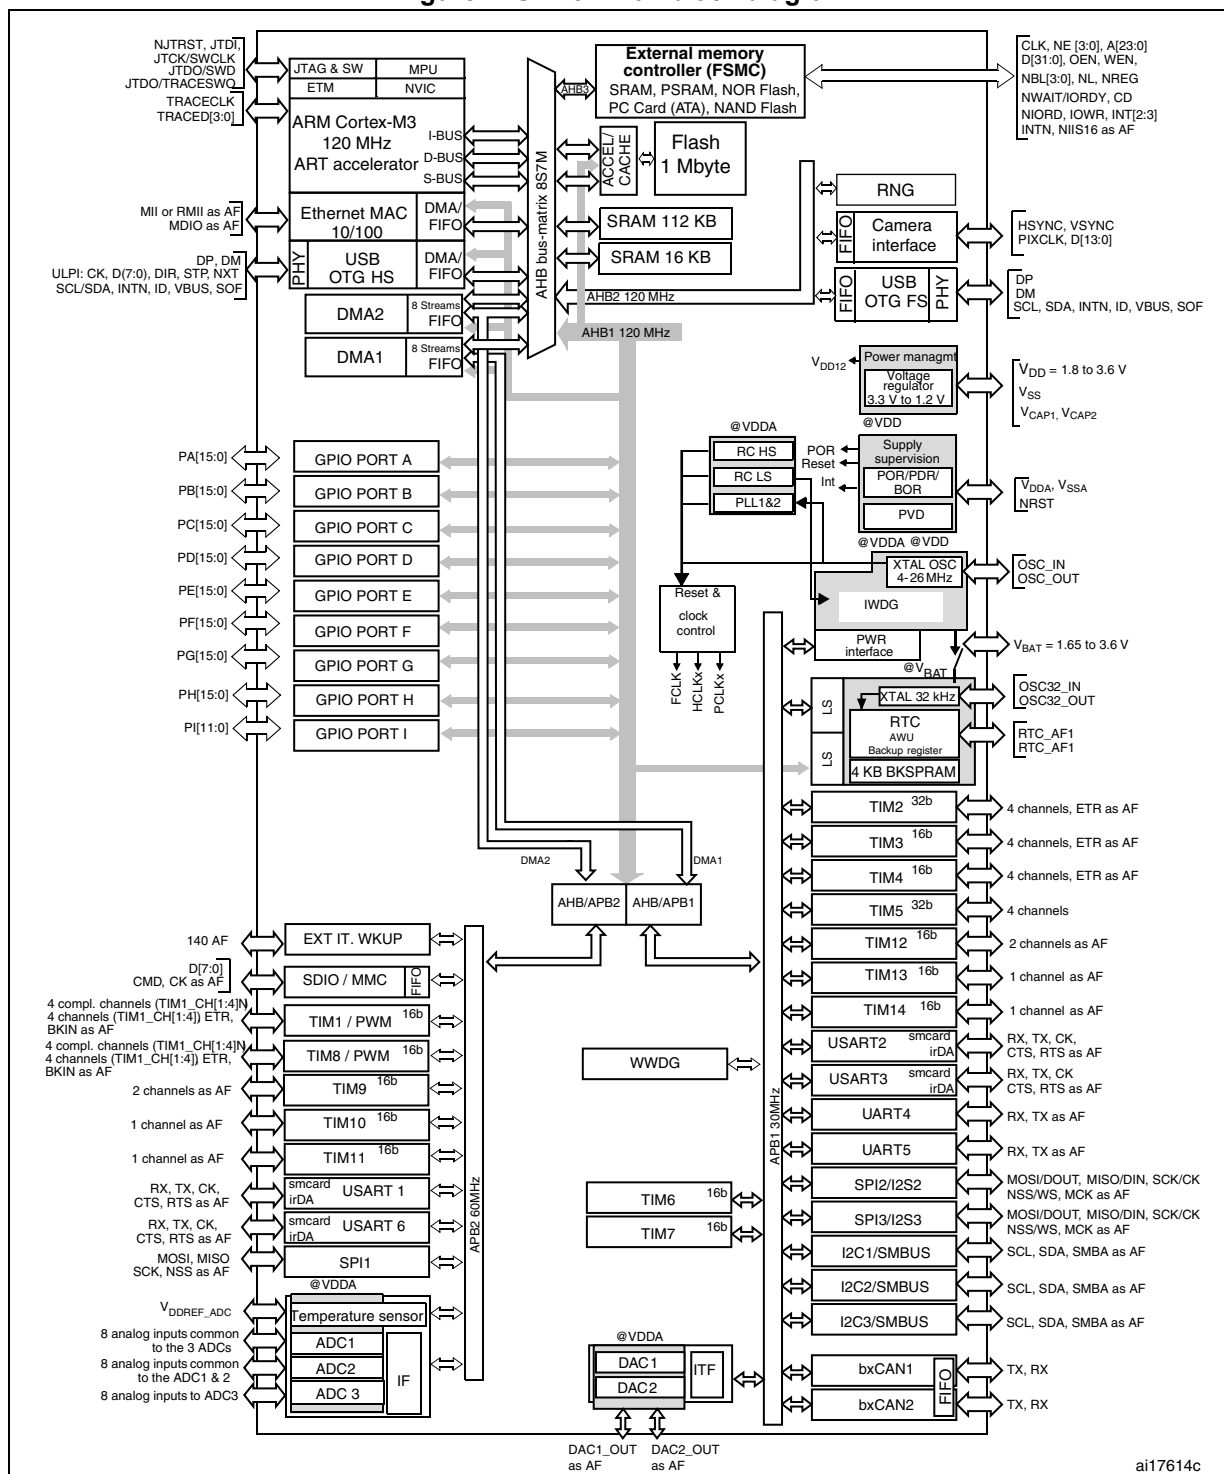 NJTRST, JTDI,
JTCK/SWCLK
JTDO/SWD
JTDO/TRACESWO
TRACECLK
TRACED[3:0]
JTAG & SW
MPU
ETM
NVIC
ARM Cortex-M3
120 MHz
ART accelerator
I-BUS
D-BUS
S-BUS
MII or RMII as AF
MDIO as AF
Ethernet MAC
10/100
DMA/
FIFO
DP, DM
ULPI: CK, D(7:0), DIR, STP, NXT
SCL/SDA, INTN, ID, VBUS, SOF
PHY
USB
OTG HS
DMA/
FIFO
DMA2
8 Streams
FIFO
DMA1
8 Streams
FIFO
AHB bus-matrix 8S7M
AHB3
External memory
controller (FSMC)
SRAM, PSRAM, NOR Flash,
PC Card (ATA), NAND Flash
CLK, NE [3:0], A[23:0]
D[31:0], OEN, WEN,
NBL[3:0], NL, NREG
NWAIT/IORDY, CD
NIORD, IOWR, INT[2:3]
INTN, NIIS16 as AF
ACCEL/
CACHE
Flash
1 Mbyte
SRAM 112 KB
SRAM 16 KB
AHB2 120 MHz
AHB1 120 MHz
RNG
FIFO
Camera
interface
HSYNC, VSYNC
PIXCLK, D[13:0]
FIFO
USB
OTG FS
PHY
DP
DM
SCL, SDA, INTN, ID, VBUS, SOF
VDD12
Power managmt
Voltage
regulator
3.3 V to 1.2 V
@VDD
VDD = 1.8 to 3.6 V
VSS
VCAP1, VCAP2
@VDDA
RC HS
RC LS
PLL1&2
POR
Reset
Int
Supply
supervision
POR/PDR/
BOR
PVD
VDDA, VSSA
NRST
@VDDA @VDD
XTAL OSC
4-26 MHz
OSC_IN
OSC_OUT
IWDG
PWR
interface
VBAT = 1.65 to 3.6 V
@VBAT
Reset &
clock
control
FCLK
HCLKx
PCLKx
LS
LS
XTAL 32 kHz
RTC
AWU
Backup register
4 KB BKSPRAM
OSC32_IN
OSC32_OUT
RTC_AF1
RTC_AF1
PA[15:0]
GPIO PORT A
PB[15:0]
GPIO PORT B
PC[15:0]
GPIO PORT C
PD[15:0]
GPIO PORT D
PE[15:0]
GPIO PORT E
PF[15:0]
GPIO PORT F
PG[15:0]
GPIO PORT G
PH[15:0]
GPIO PORT H
PI[11:0]
GPIO PORT I
DMA2
DMA1
AHB/APB2
AHB/APB1
TIM2 32b
4 channels, ETR as AF
TIM3 16b
4 channels, ETR as AF
TIM4 16b
4 channels, ETR as AF
TIM5 32b
4 channels
TIM12 16b
2 channels as AF
TIM13 16b
1 channel as AF
TIM14 16b
1 channel as AF
USART2
smcard
irDA
RX, TX, CK,
CTS, RTS as AF
USART3
smcard
irDA
RX, TX, CK
CTS, RTS as AF
UART4
RX, TX as AF
UART5
RX, TX as AF
SPI2/I2S2
MOSI/DOUT, MISO/DIN, SCK/CK
NSS/WS, MCK as AF
SPI3/I2S3
MOSI/DOUT, MISO/DIN, SCK/CK
NSS/WS, MCK as AF
I2C1/SMBUS
SCL, SDA, SMBA as AF
I2C2/SMBUS
SCL, SDA, SMBA as AF
I2C3/SMBUS
SCL, SDA, SMBA as AF
bxCAN1
TX, RX
bxCAN2
TX, RX
FIFO
APB1 30MHz
WWDG
TIM6 16b
TIM7 16b
@VDDA
DAC1
DAC2
ITF
DAC1_OUT
as AF
DAC2_OUT
as AF
140 AF
EXT IT. WKUP
D[7:0]
CMD, CK as AF
SDIO / MMC
FIFO
4 compl. channels (TIM1_CH[1:4]N
4 channels (TIM1_CH[1:4]) ETR,
BKIN as AF
TIM1 / PWM 16b
4 compl. channels (TIM1_CH[1:4]N
4 channels (TIM1_CH[1:4]) ETR,
BKIN as AF
TIM8 / PWM 16b
2 channels as AF
TIM9 16b
1 channel as AF
TIM10 16b
1 channel as AF
TIM11 16b
RX, TX, CK,
CTS, RTS as AF
smcard
irDA
USART 1
RX, TX, CK,
CTS, RTS as AF
smcard
irDA
USART 6
MOSI, MISO
SCK, NSS as AF
SPI1
APB2 60MHz
@VDDA
VDDREF_ADC
Temperature sensor
8 analog inputs common
to the 3 ADCs
ADC1
8 analog inputs common
to the ADC1 & 2
ADC2
8 analog inputs to ADC3
ADC 3
IF
ai17614c